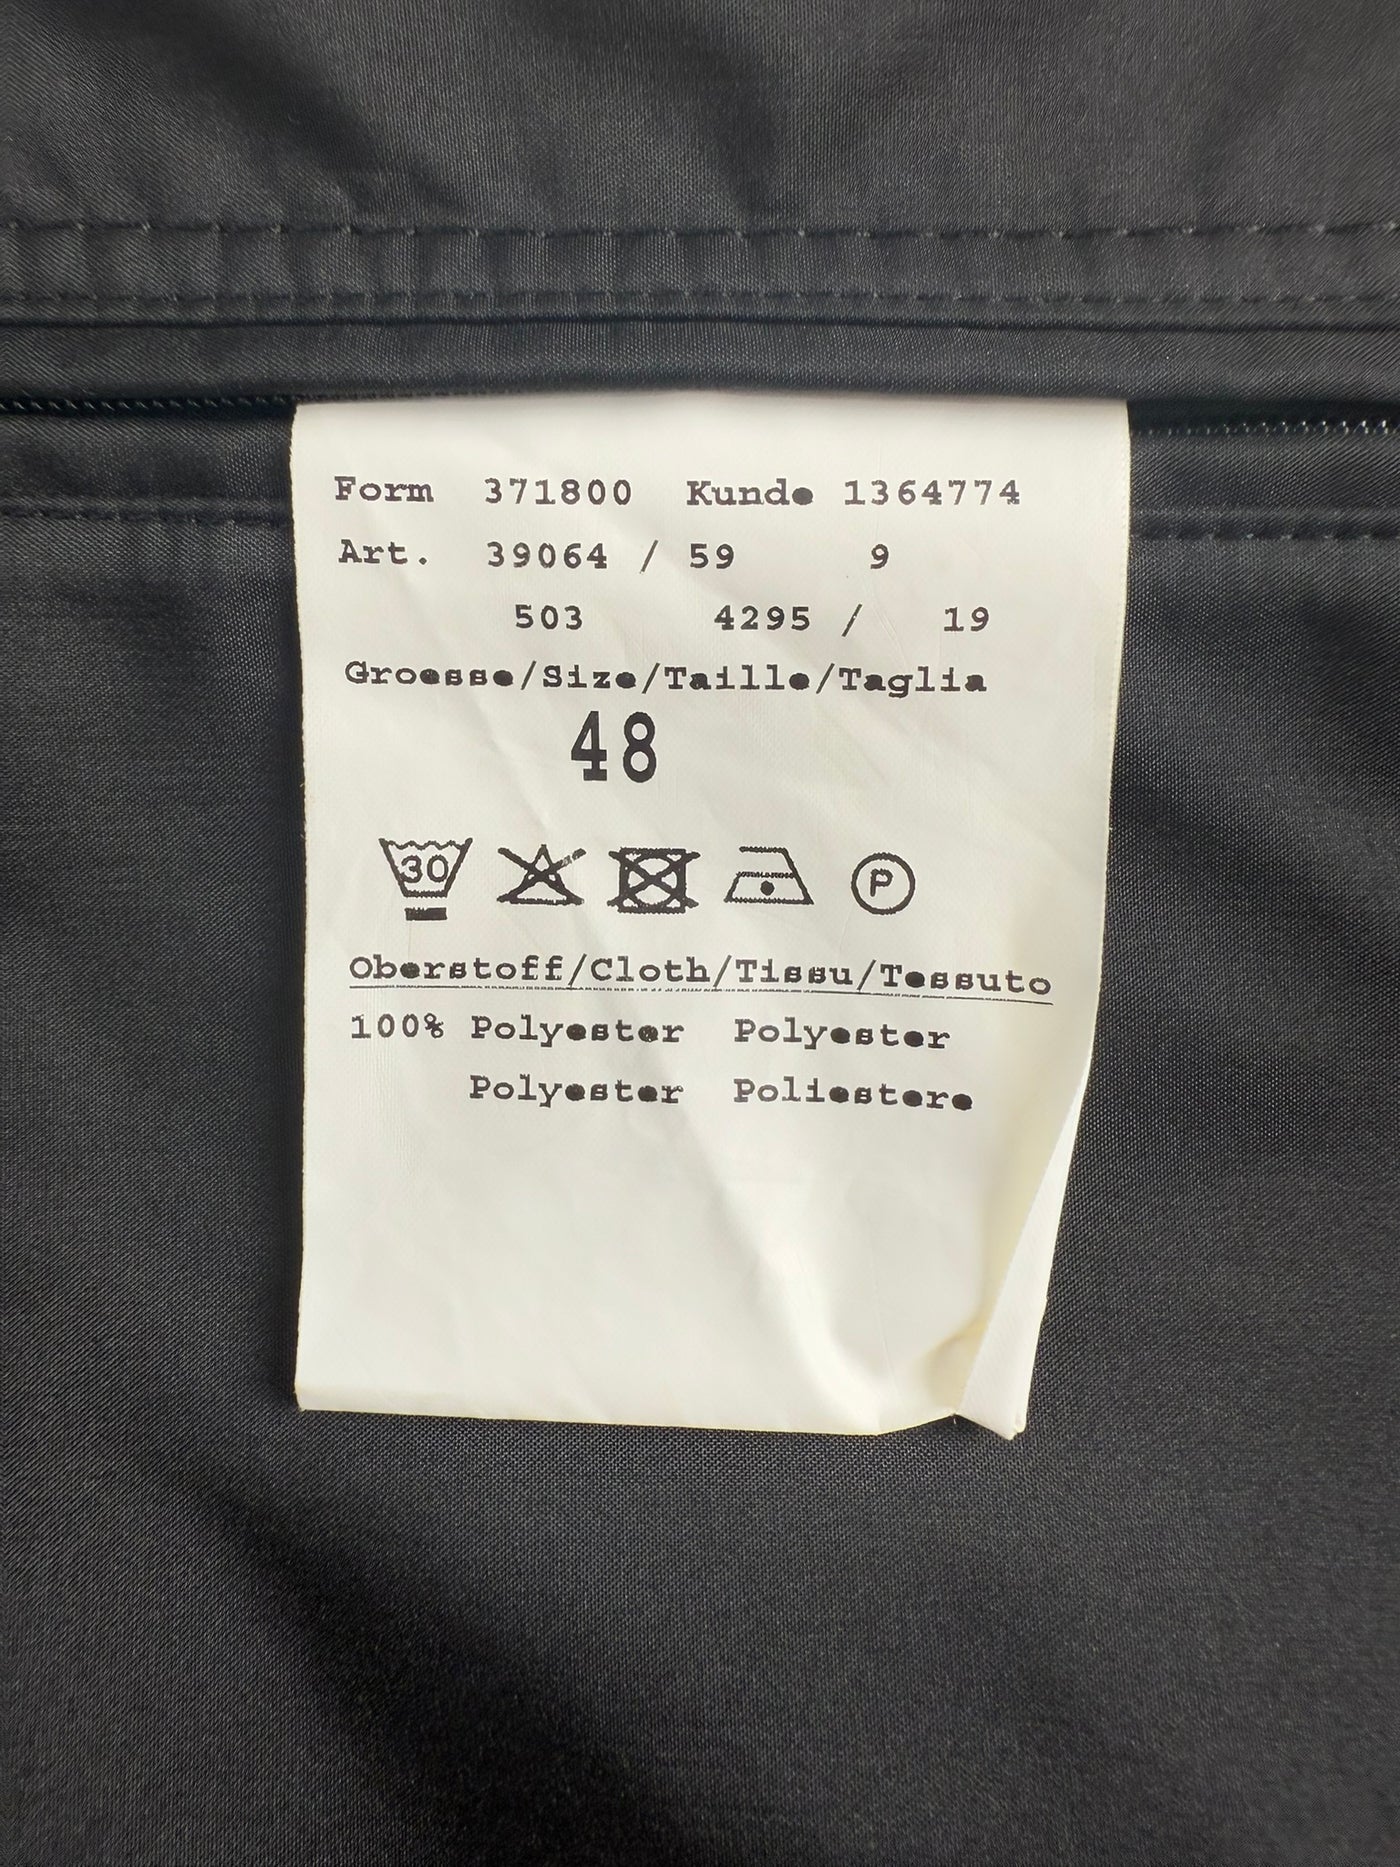 Form 371800 Kunde 1364774
Art. 39064 / 59 9
503 4295 / 19
Groesse/Size/Taille/Taglia
48
30 P
Oberstoff/Cloth/Tissu/Tessuto
100% Polyester Polyester
Polyester Poliestere